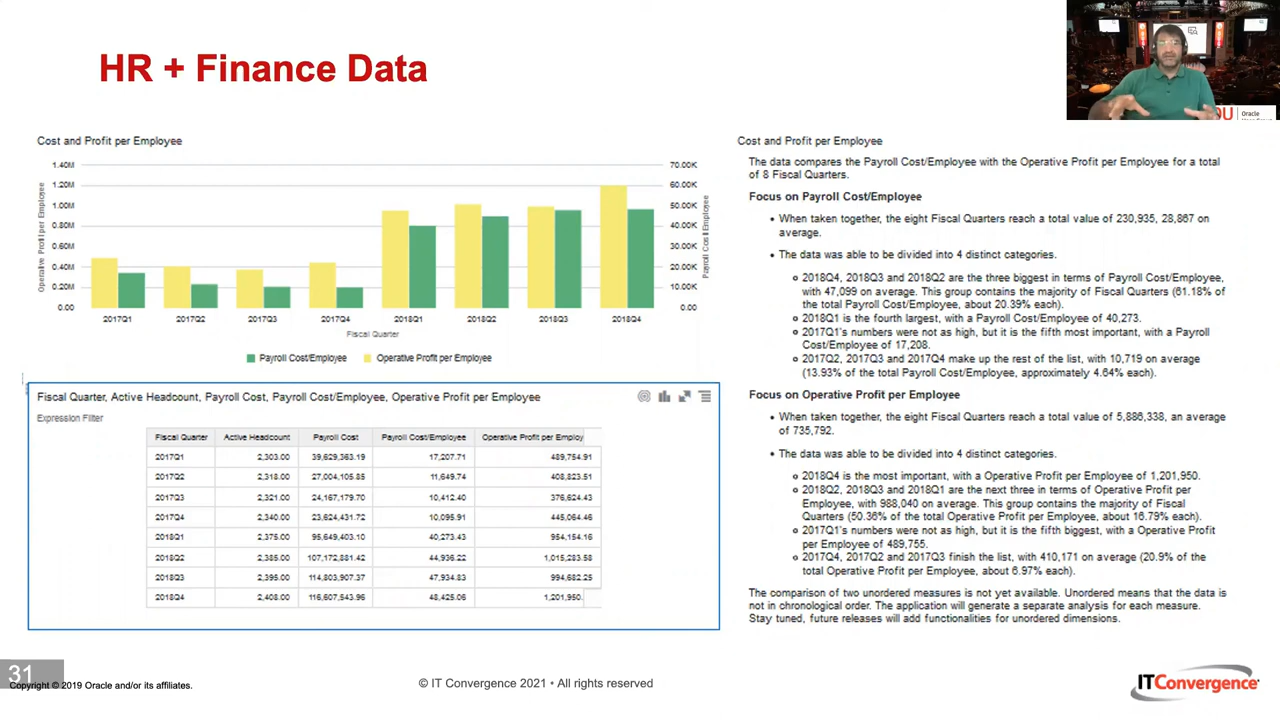 HR + Finance Data
Cost and Profit per Employee
1.40M
1.20M
1.00M
0.80M
0.60M
0.40M
0.20M
0.00
Operative Profit per Employee
70.00K
60.00K
50.00K
40.00K
30.00K
20.00K
10.00K
0.00
Payroll Cost/Employee
2017Q1 2017Q2 2017Q3 2017Q4 2018Q1 2018Q2 2018Q3 2018Q4
Fiscal Quarter
Payroll Cost/Employee Operative Profit per Employee
Fiscal Quarter, Active Headcount, Payroll Cost, Payroll Cost/Employee, Operative Profit per Employee
Expression Filter
Fiscal Quarter Active Headcount Payroll Cost Payroll Cost/Employee Operative Profit per Employ
2017Q1 2,303.00 39,629,363.19 17,207.71 489,754.91
2017Q2 2,318.00 27,004,105.85 11,649.74 408,823.51
2017Q3 2,321.00 24,167,179.70 10,412.40 376,624.43
2017Q4 2,340.00 23,624,431.72 10,095.91 445,064.46
2018Q1 2,375.00 95,649,403.10 40,273.43 954,154.16
2018Q2 2,385.00 107,172,881.42 44,936.22 1,015,283.58
2018Q3 2,395.00 114,803,907.37 47,934.83 994,682.25
2018Q4 2,408.00 116,607,543.96 48,425.06 1,201,950.
Cost and Profit per Employee
The data compares the Payroll Cost/Employee with the Operative Profit per Employee for a total
of 8 Fiscal Quarters.
Focus on Payroll Cost/Employee
• When taken together, the eight Fiscal Quarters reach a total value of 230,935, 28,867 on
average.
• The data was able to be divided into 4 distinct categories.
2018Q4, 2018Q3 and 2018Q2 are the three biggest in terms of Payroll Cost/Employee,
with 47,099 on average. This group contains the majority of Fiscal Quarters (61.18% of
the total Payroll Cost/Employee, about 20.39% each).
2018Q1 is the fourth largest, with a Payroll Cost/Employee of 40,273.
2017Q1's numbers were not as high, but it is the fifth most important, with a Payroll
Cost/Employee of 17,208.
2017Q2, 2017Q3 and 2017Q4 make up the rest of the list, with 10,719 on average
(13.93% of the total Payroll Cost/Employee, approximately 4.64% each).
Focus on Operative Profit per Employee
• When taken together, the eight Fiscal Quarters reach a total value of 5,886,338, an average
of 735,792.
• The data was able to be divided into 4 distinct categories.
2018Q4 is the most important, with a Operative Profit per Employee of 1,201,950.
2018Q2, 2018Q3 and 2018Q1 are the next three in terms of Operative Profit per
Employee, with 988,040 on average. This group contains the majority of Fiscal
Quarters (50.36% of the total Operative Profit per Employee, about 16.79% each).
2017Q1's numbers were not as high, but it is the fifth biggest, with a Operative Profit
per Employee of 489,755.
2017Q4, 2017Q2 and 2017Q3 finish the list, with 410,171 on average (20.9% of the
total Operative Profit per Employee, about 6.97% each).
The comparison of two unordered measures is not yet available. Unordered means that the data is
not in chronological order. The application will generate a separate analysis for each measure.
Stay tuned, future releases will add functionalities for unordered dimensions.
31
Copyright © 2019 Oracle and/or its affiliates.
© IT Convergence 2021 • All rights reserved
ITConvergence
Oracle